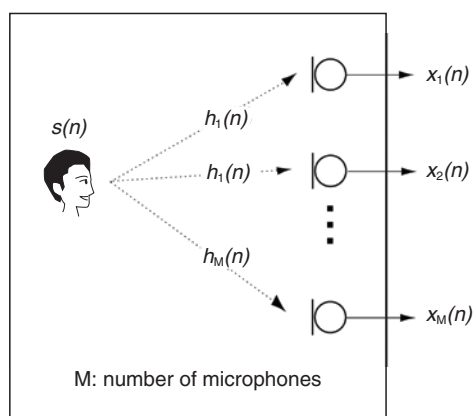 x₁(n)
s(n)
h₁(n)
h₁(n)
x₂(n)
hₘ(n)
xₘ(n)
M: number of microphones